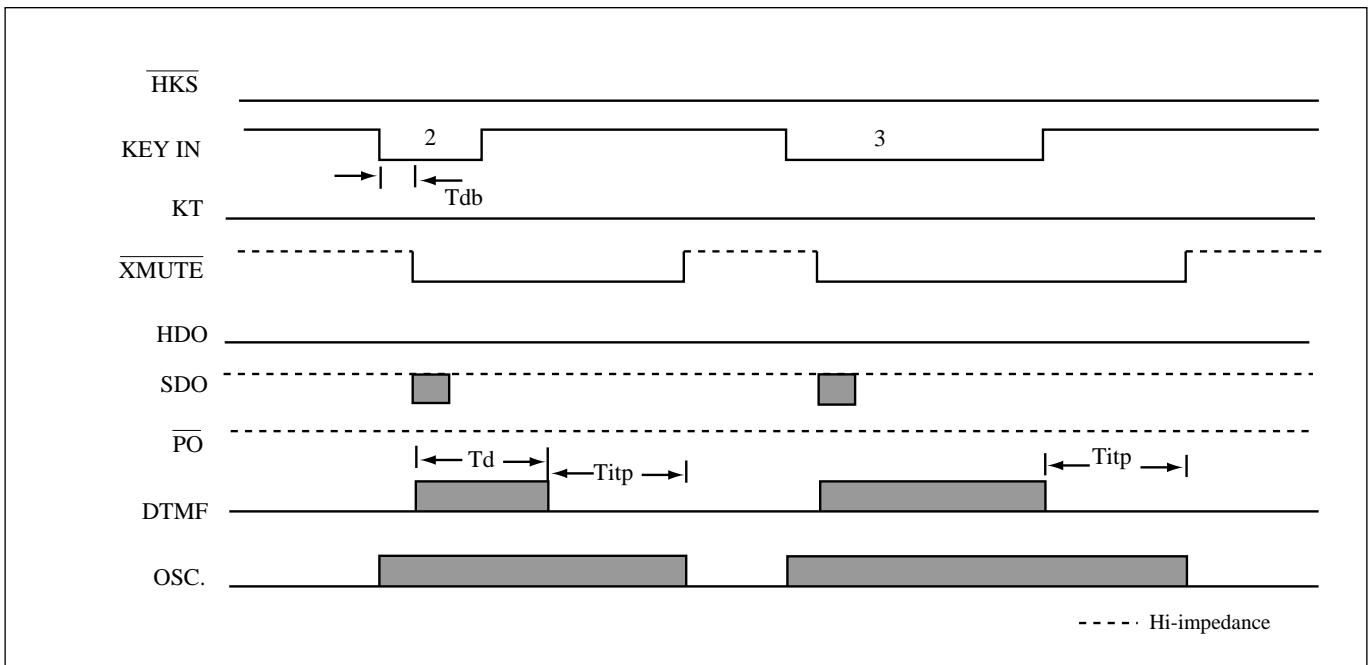 HKS
KEY IN 2 3
Tdb
KT
XMUTE
HDO
SDO
PO
Td Titp Titp
DTMF
OSC.
Hi-impedance